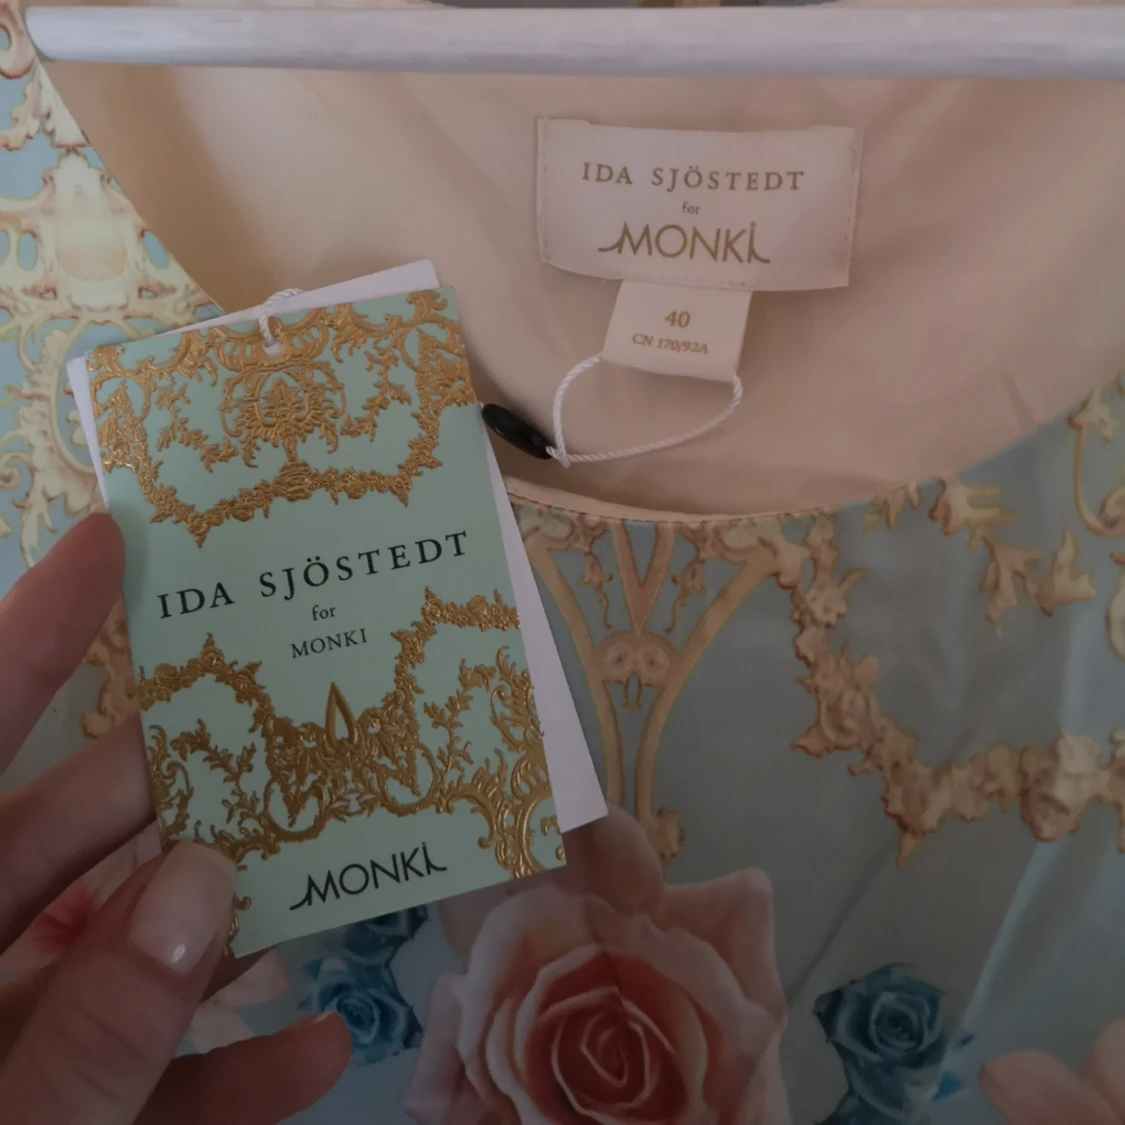 IDA SJÖSTEDT
for
MONKI
40
CN 170/92A
IDA SJÖSTEDT
for
MONKI
MONKI